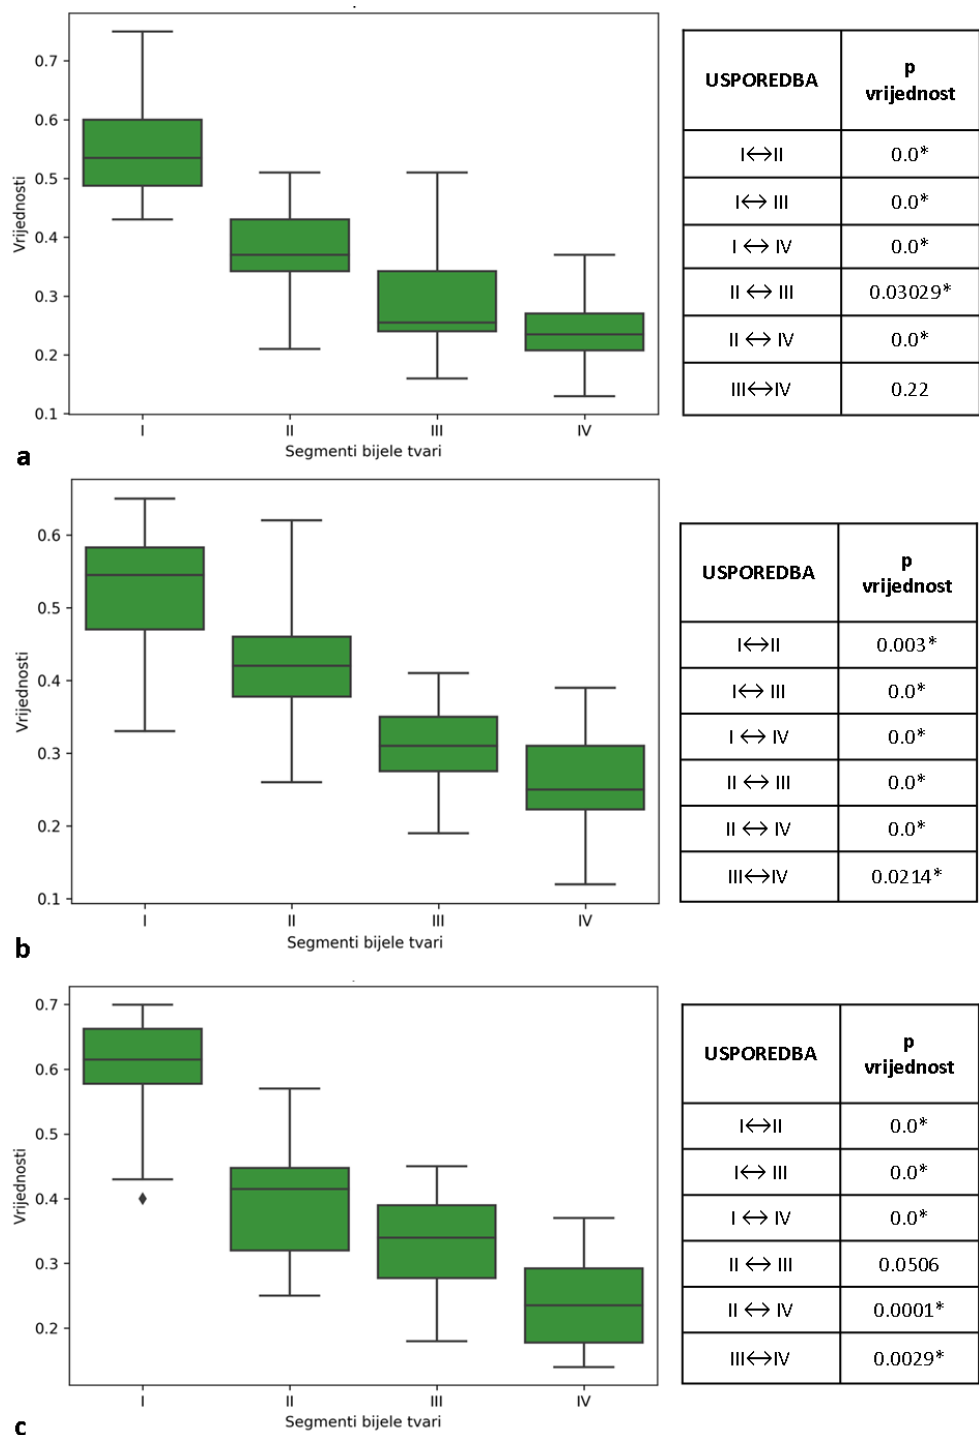 0.7
0.6
0.5
0.4
0.3
0.2
0.1
Vrijednosti
I II III IV
Segmenti bijele tvari
a
USPOREDBA p vrijednost
I↔II 0.0*
I↔ III 0.0*
I ↔ IV 0.0*
II ↔ III 0.03029*
II ↔ IV 0.0*
III↔IV 0.22
0.6
0.5
0.4
0.3
0.2
0.1
Vrijednosti
I II III IV
Segmenti bijele tvari
b
USPOREDBA p vrijednost
I↔II 0.003*
I↔ III 0.0*
I ↔ IV 0.0*
II ↔ III 0.0*
II ↔ IV 0.0*
III↔IV 0.0214*
0.7
0.6
0.5
0.4
0.3
0.2
Vrijednosti
I II III IV
Segmenti bijele tvari
c
USPOREDBA p vrijednost
I↔II 0.0*
I↔ III 0.0*
I ↔ IV 0.0*
II ↔ III 0.0506
II ↔ IV 0.0001*
III↔IV 0.0029*